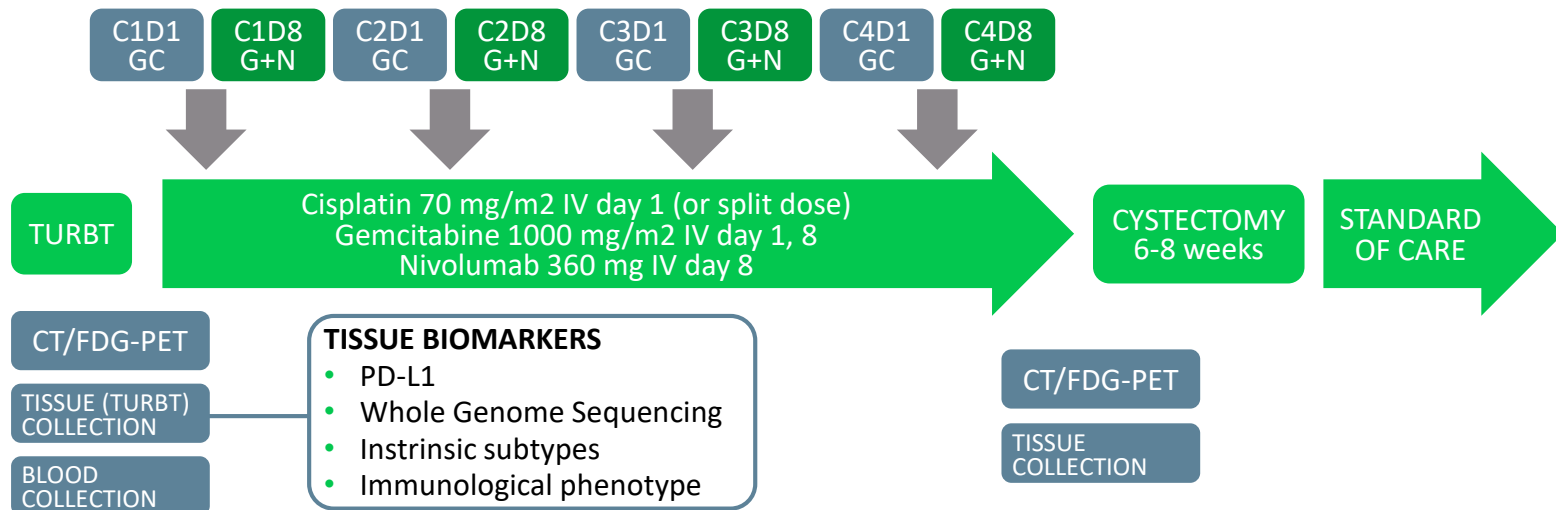 C1D1
GC
C1D8
G+N
C2D1
GC
C2D8
G+N
C3D1
GC
C3D8
G+N
C4D1
GC
C4D8
G+N
TURBT
Cisplatin 70 mg/m2 IV day 1 (or split dose)
Gemcitabine 1000 mg/m2 IV day 1, 8
Nivolumab 360 mg IV day 8
CYSTECTOMY
6-8 weeks
STANDARD
OF CARE
CT/FDG-PET
TISSUE (TURBT)
COLLECTION
BLOOD
COLLECTION
TISSUE BIOMARKERS
• PD-L1
• Whole Genome Sequencing
• Instrinsic subtypes
• Immunological phenotype
CT/FDG-PET
TISSUE
COLLECTION